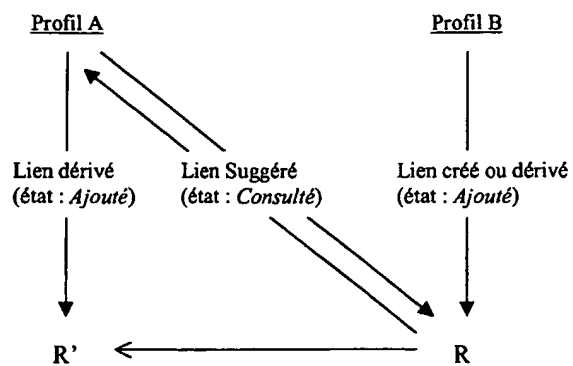 Profil A
Profil B
Lien dérivé
(état : Ajouté)
Lien Suggéré
(état : Consulté)
Lien créé ou dérivé
(état : Ajouté)
R'
R